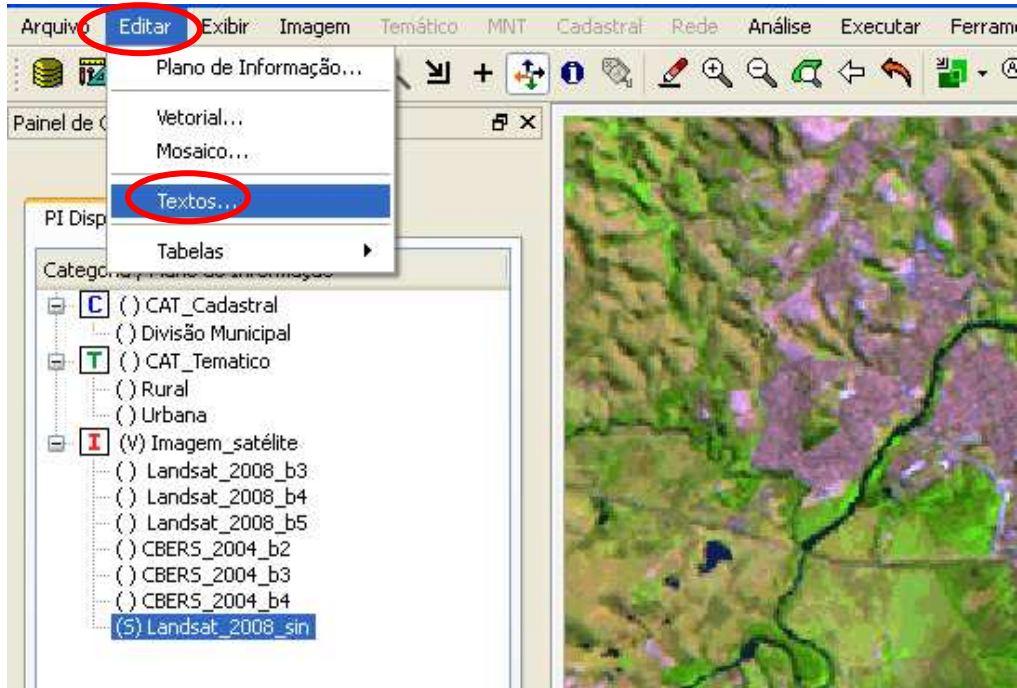 Arquivo Editar Exibir Imagem Temático MNT Cadastral Rede Análise Executar Ferram
Plano de Informação...
Painel de C
Vetorial...
Mosaico...
Textos...
PI Disp
Tabelas
C () CAT_Cadastral
() Divisão Municipal
T () CAT_Tematico
() Rural
() Urbana
I (V) Imagem_satélite
() Landsat_2008_b3
() Landsat_2008_b4
() Landsat_2008_b5
() CBERS_2004_b2
() CBERS_2004_b3
() CBERS_2004_b4
(S) Landsat_2008_sin